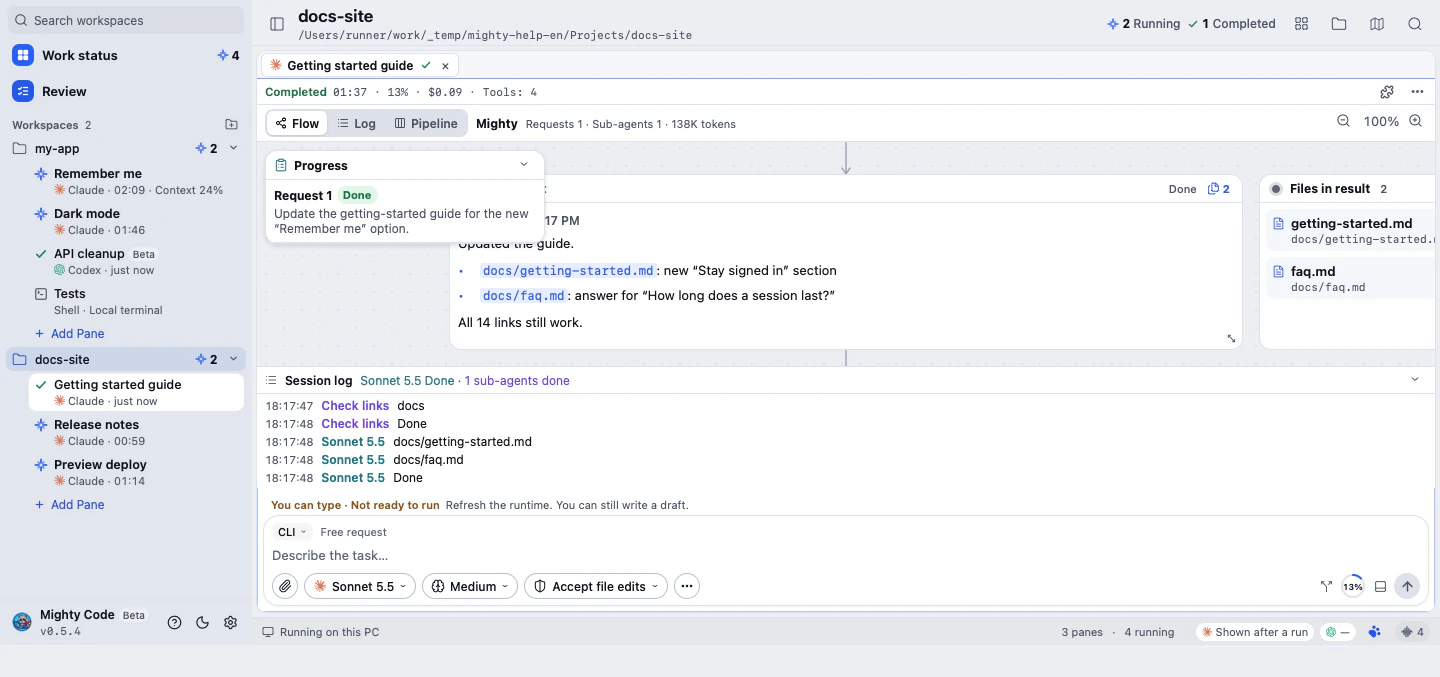 Search workspaces
Work status 4
Review
Workspaces 2
my-app 2
Remember me
Claude · 02:09 · Context 24%
Dark mode
Claude · 01:46
API cleanup Beta
Codex · just now
Tests
Shell · Local terminal
+ Add Pane
docs-site 2
Getting started guide
Claude · just now
Release notes
Claude · 00:59
Preview deploy
Claude · 01:14
+ Add Pane
Mighty Code Beta
v0.5.4
docs-site
/Users/runner/work/_temp/mighty-help-en/Projects/docs-site
2 Running 1 Completed
Getting started guide
Completed 01:37 · 13% · $0.09 · Tools: 4
Flow Log Pipeline Mighty Requests 1 · Sub-agents 1 · 138K tokens
100%
Progress
Request 1 Done
Update the getting-started guide for the new
“Remember me” option.
Done 2
17 PM
Updated the guide.
• docs/getting-started.md: new “Stay signed in” section
• docs/faq.md: answer for “How long does a session last?”
All 14 links still work.
Files in result 2
getting-started.md
docs/getting-started.
faq.md
docs/faq.md
Session log Sonnet 5.5 Done · 1 sub-agents done
18:17:47 Check links docs
18:17:48 Check links Done
18:17:48 Sonnet 5.5 docs/getting-started.md
18:17:48 Sonnet 5.5 docs/faq.md
18:17:48 Sonnet 5.5 Done
You can type · Not ready to run Refresh the runtime. You can still write a draft.
CLI Free request
Describe the task...
Sonnet 5.5 Medium Accept file edits
13%
Running on this PC
3 panes · 4 running Shown after a run — 4